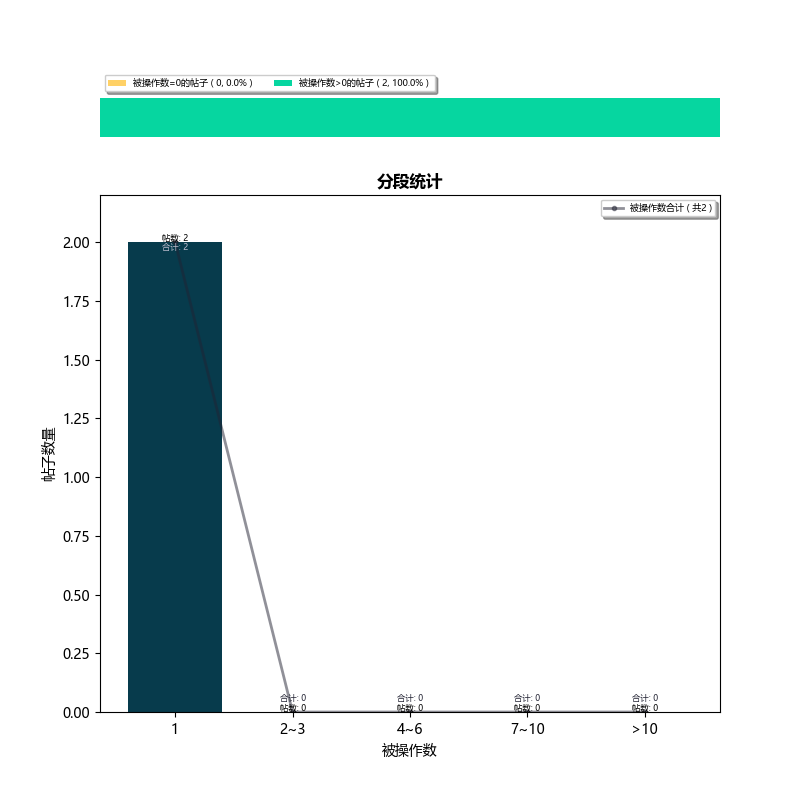 被操作数=0的帖子 ( 0, 0.0% ) 被操作数>0的帖子 ( 2, 100.0% )
分段统计
被操作数合计 ( 共2 )
帖数: 2
合计: 2
2.00
1.75
1.50
1.25
1.00
0.75
0.50
0.25
0.00
帖子数量
合计: 0 合计: 0 合计: 0 合计: 0
帖数: 0 帖数: 0 帖数: 0 帖数: 0
1 2~3 4~6 7~10 >10
被操作数